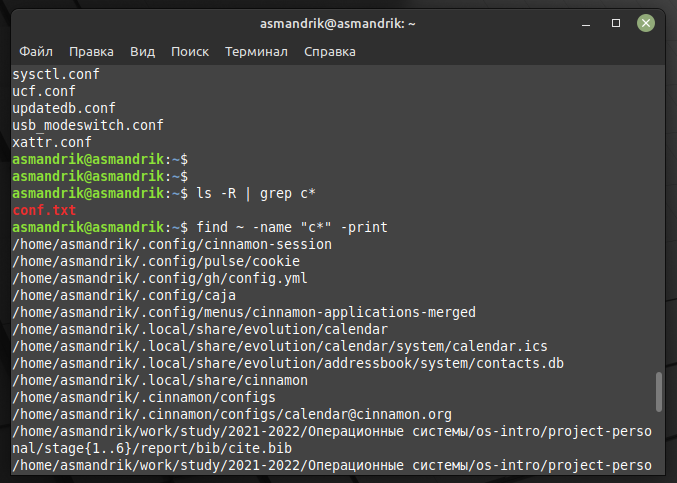 asmandrik@asmandrik: ~
Файл Правка Вид Поиск Терминал Справка
sysctl.conf
ucf.conf
updatedb.conf
usb_modeswitch.conf
xattr.conf
asmandrik@asmandrik:~$
asmandrik@asmandrik:~$
asmandrik@asmandrik:~$ ls -R | grep c*
conf.txt
asmandrik@asmandrik:~$ find ~ -name "c*" -print
/home/asmandrik/.config/cinnamon-session
/home/asmandrik/.config/pulse/cookie
/home/asmandrik/.config/gh/config.yml
/home/asmandrik/.config/caja
/home/asmandrik/.config/menus/cinnamon-applications-merged
/home/asmandrik/.local/share/evolution/calendar
/home/asmandrik/.local/share/evolution/calendar/system/calendar.ics
/home/asmandrik/.local/share/evolution/addressbook/system/contacts.db
/home/asmandrik/.local/share/cinnamon
/home/asmandrik/.cinnamon/configs
/home/asmandrik/.cinnamon/configs/calendar@cinnamon.org
/home/asmandrik/work/study/2021-2022/Операционные системы/os-intro/project-perso
nal/stage{1..6}/report/bib/cite.bib
/home/asmandrik/work/study/2021-2022/Операционные системы/os-intro/project-perso